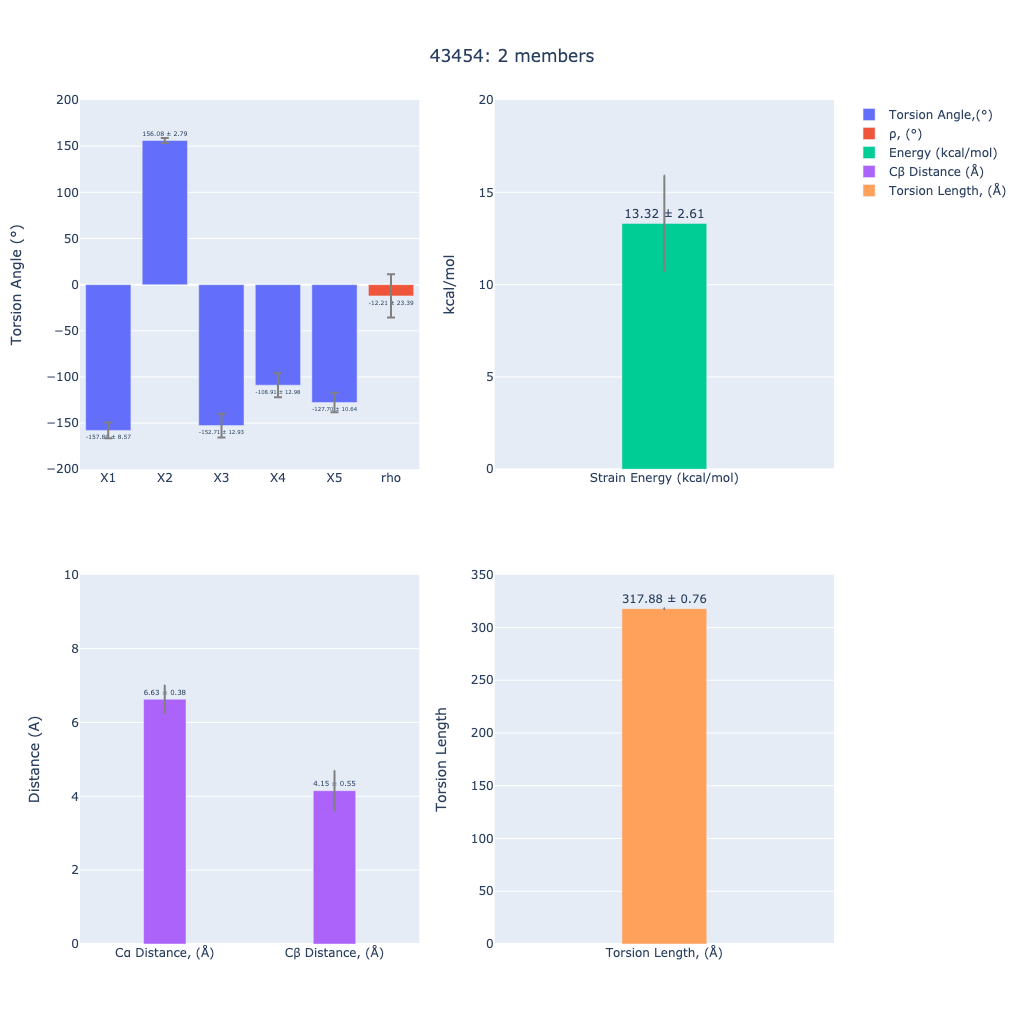 43454: 2 members
Torsion Angle (°)
200
150
100
50
0
−50
−100
−150
−200
156.08 ± 2.79
-12.21 ± 23.39
-108.91 ± 12.98
-127.70 ± 10.64
-152.71 ± 12.93
± 8.57
X1 X2 X3 X4 X5 rho
kcal/mol
20
15
10
5
0
13.32 ± 2.61
Strain Energy (kcal/mol)
Torsion Angle,(°)
ρ, (°)
Energy (kcal/mol)
Cβ Distance (Å)
Torsion Length, (Å)
Distance (A)
10
8
6
4
2
0
6.63 ± 0.38
4.15 ± 0.55
Cα Distance, (Å) Cβ Distance, (Å)
Torsion Length
350
300
250
200
150
100
50
0
317.88 ± 0.76
Torsion Length, (Å)